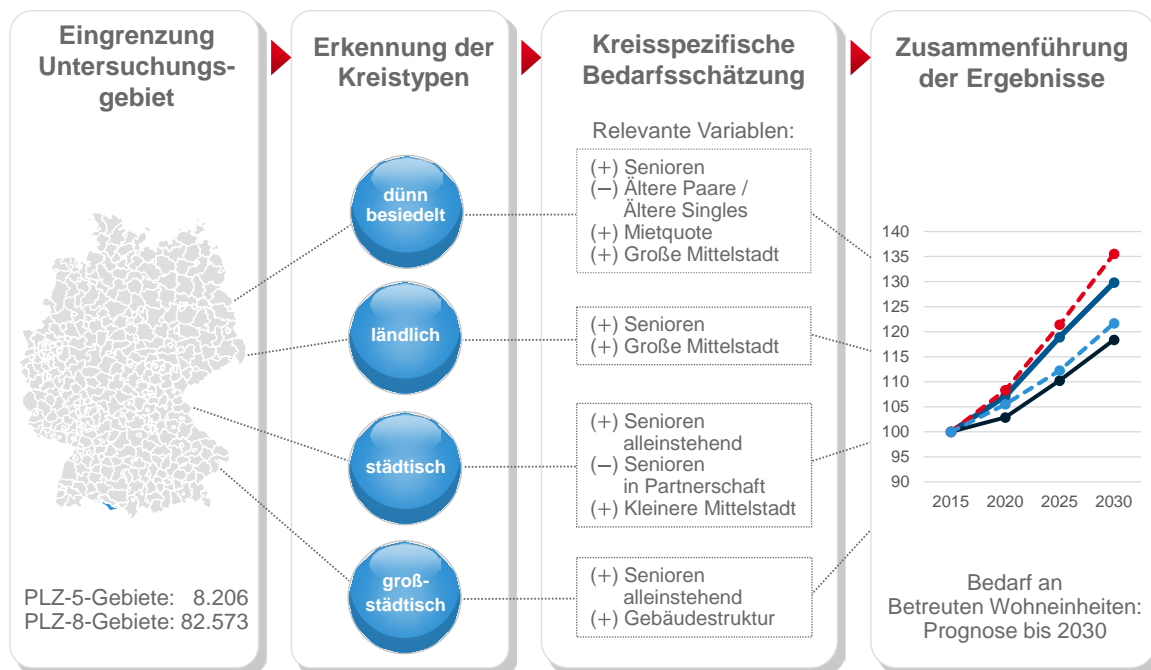 Eingrenzung
Untersuchungs-
gebiet
PLZ-5-Gebiete: 8.206
PLZ-8-Gebiete: 82.573
Erkennung der
Kreistypen
dünn
besiedelt
ländlich
städtisch
groß-
städtisch
Kreisspezifische
Bedarfsschätzung
Relevante Variablen:
(+) Senioren
(−) Ältere Paare /
Ältere Singles
(+) Mietquote
(+) Große Mittelstadt
(+) Senioren
(+) Große Mittelstadt
(+) Senioren
alleinstehend
(−) Senioren
in Partnerschaft
(+) Kleinere Mittelstadt
(+) Senioren
alleinstehend
(+) Gebäudestruktur
Zusammenführung
der Ergebnisse
140
135
130
125
120
115
110
105
100
95
90
2015 2020 2025 2030
Bedarf an
Betreuten Wohneinheiten:
Prognose bis 2030